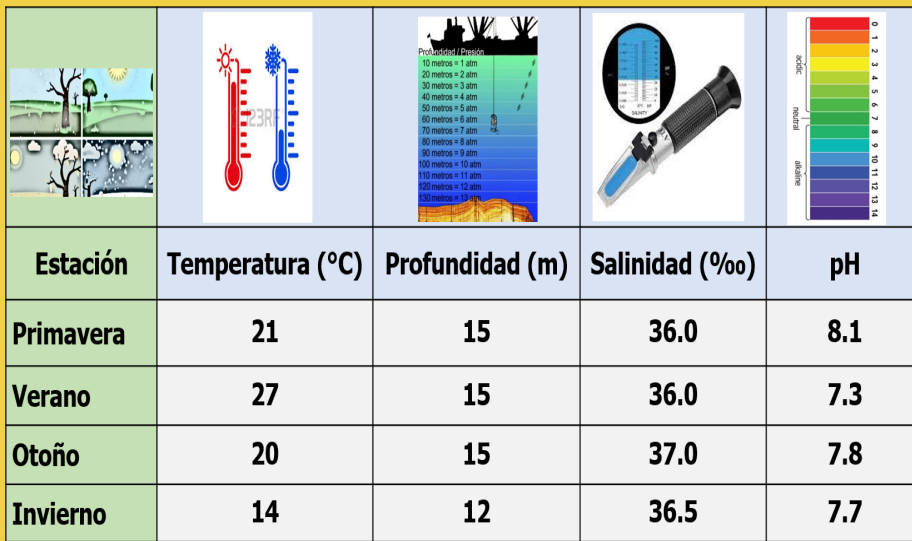 Profundidad / Presión
10 metros = 1 atm
20 metros = 2 atm
30 metros = 3 atm
40 metros = 4 atm
50 metros = 5 atm
60 metros = 6 atm
70 metros = 7 atm
80 metros = 8 atm
90 metros = 9 atm
100 metros = 10 atm
110 metros = 11 atm
120 metros = 12 atm
130 metros = 13 atm
123RF
SALINITY
acidic
neutral
alkaline
0
1
2
3
4
5
6
7
8
9
10
11
12
13
14
Estación Temperatura (°C) Profundidad (m) Salinidad (‰) pH
Primavera 21 15 36.0 8.1
Verano 27 15 36.0 7.3
Otoño 20 15 37.0 7.8
Invierno 14 12 36.5 7.7